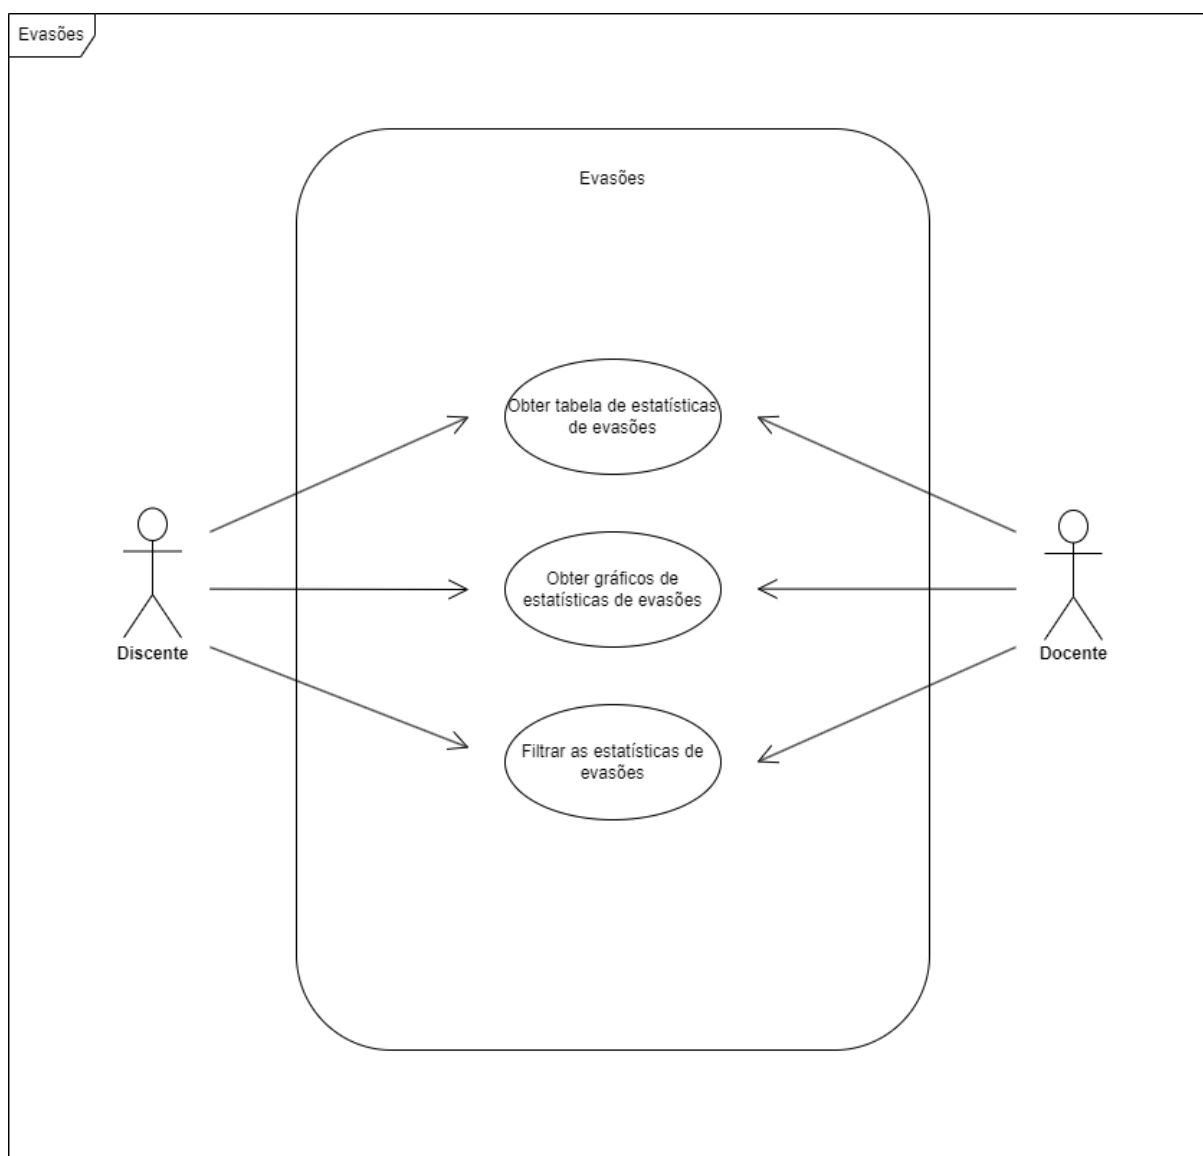 Evasões
Evasões
Obter tabela de estatísticas
de evasões
Obter gráficos de
estatísticas de evasões
Discente
Docente
Filtrar as estatísticas de
evasões